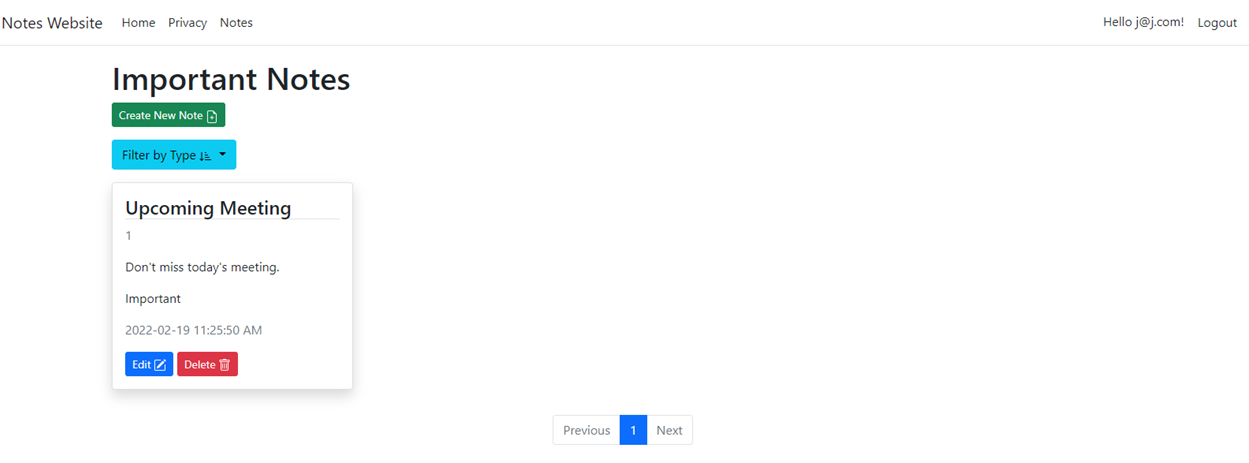 Notes Website Home Privacy Notes Hello j@j.com! Logout
Important Notes
Create New Note
Filter by Type
Upcoming Meeting
1
Don't miss today's meeting.
Important
2022-02-19 11:25:50 AM
Edit Delete
Previous 1 Next